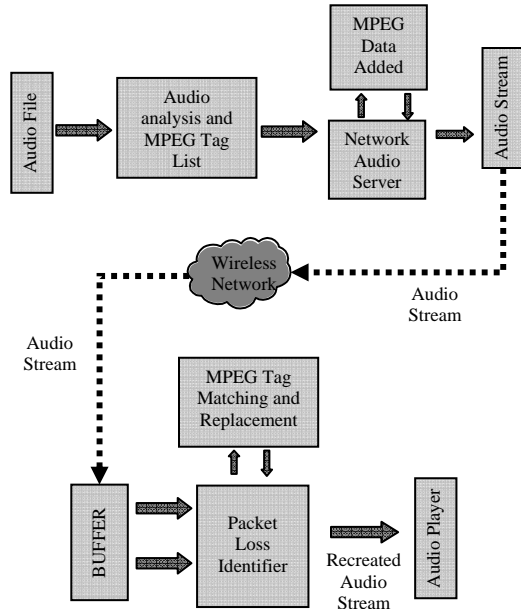 Audio File
Audio
analysis and
MPEG Tag
List
MPEG
Data
Added
Network
Audio
Server
Audio Stream
Wireless
Network
Audio
Stream
Audio
Stream
MPEG Tag
Matching and
Replacement
BUFFER
Packet
Loss
Identifier
Recreated
Audio
Stream
Audio Player